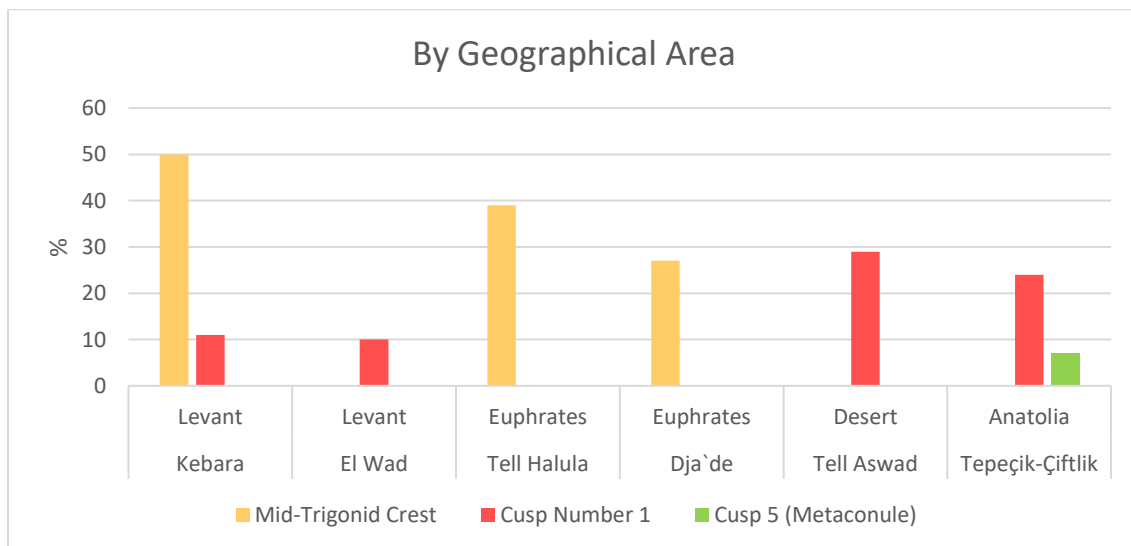 By Geographical Area
60
50
40
30
20
10
0
%
Levant Levant Euphrates Euphrates Desert Anatolia
Kebara El Wad Tell Halula Dja`de Tell Aswad Tepeçik-Çiftlik
Mid-Trigonid Crest Cusp Number 1 Cusp 5 (Metaconule)